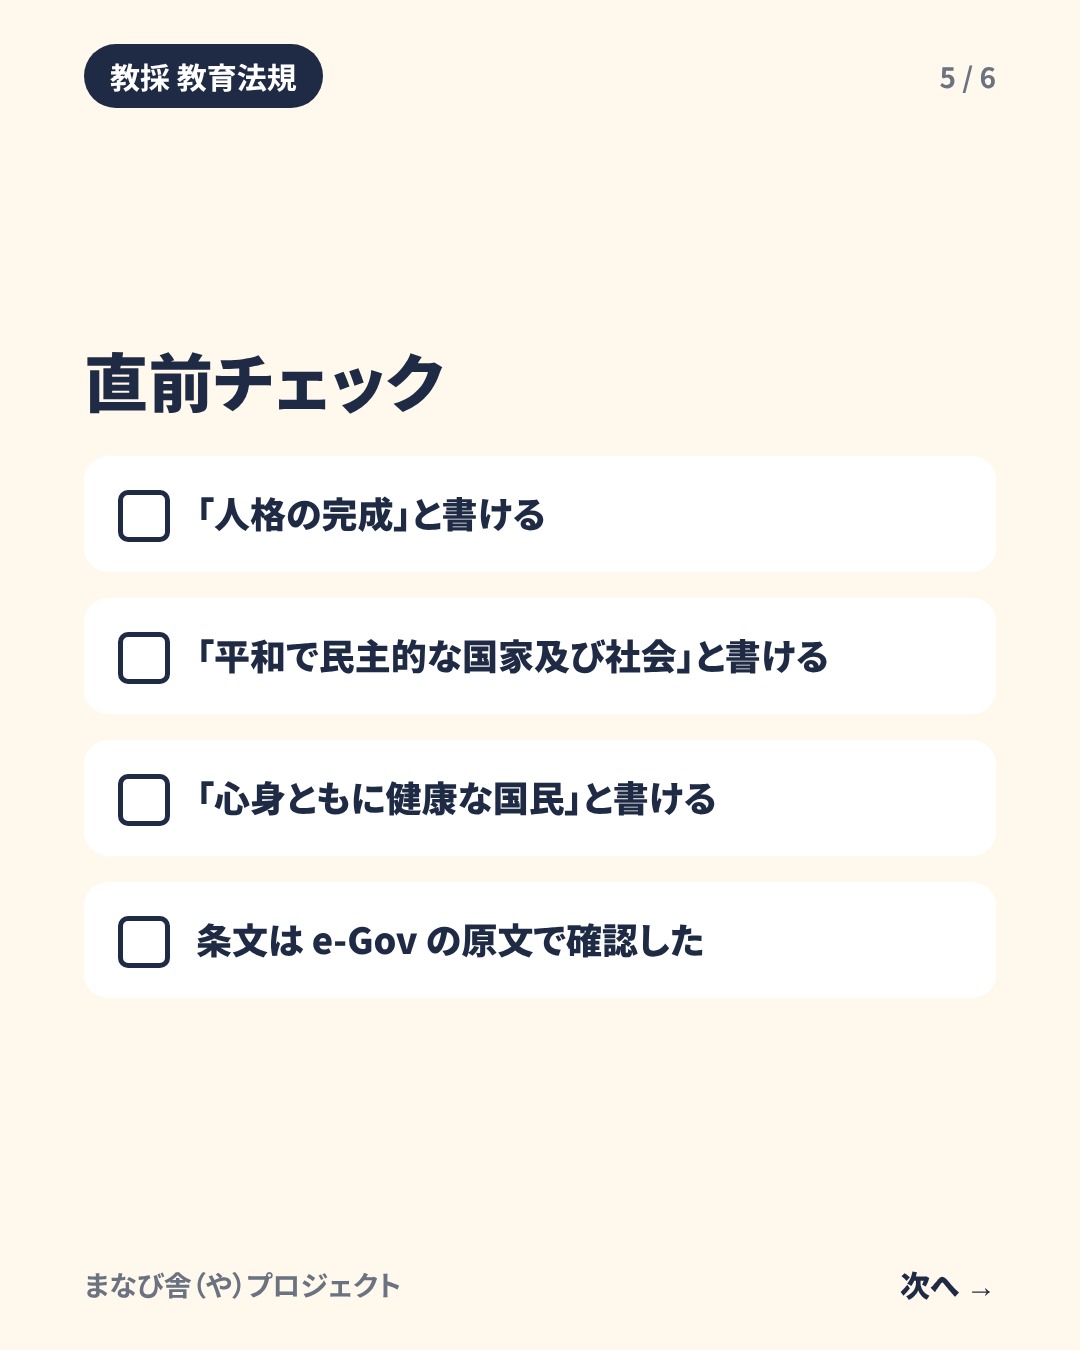 教採 教育法規
5 / 6
直前チェック
「人格の完成」と書ける
「平和で民主的な国家及び社会」と書ける
「心身ともに健康な国民」と書ける
条文は e-Gov の原文で確認した
まなび舎（や）プロジェクト
次へ →